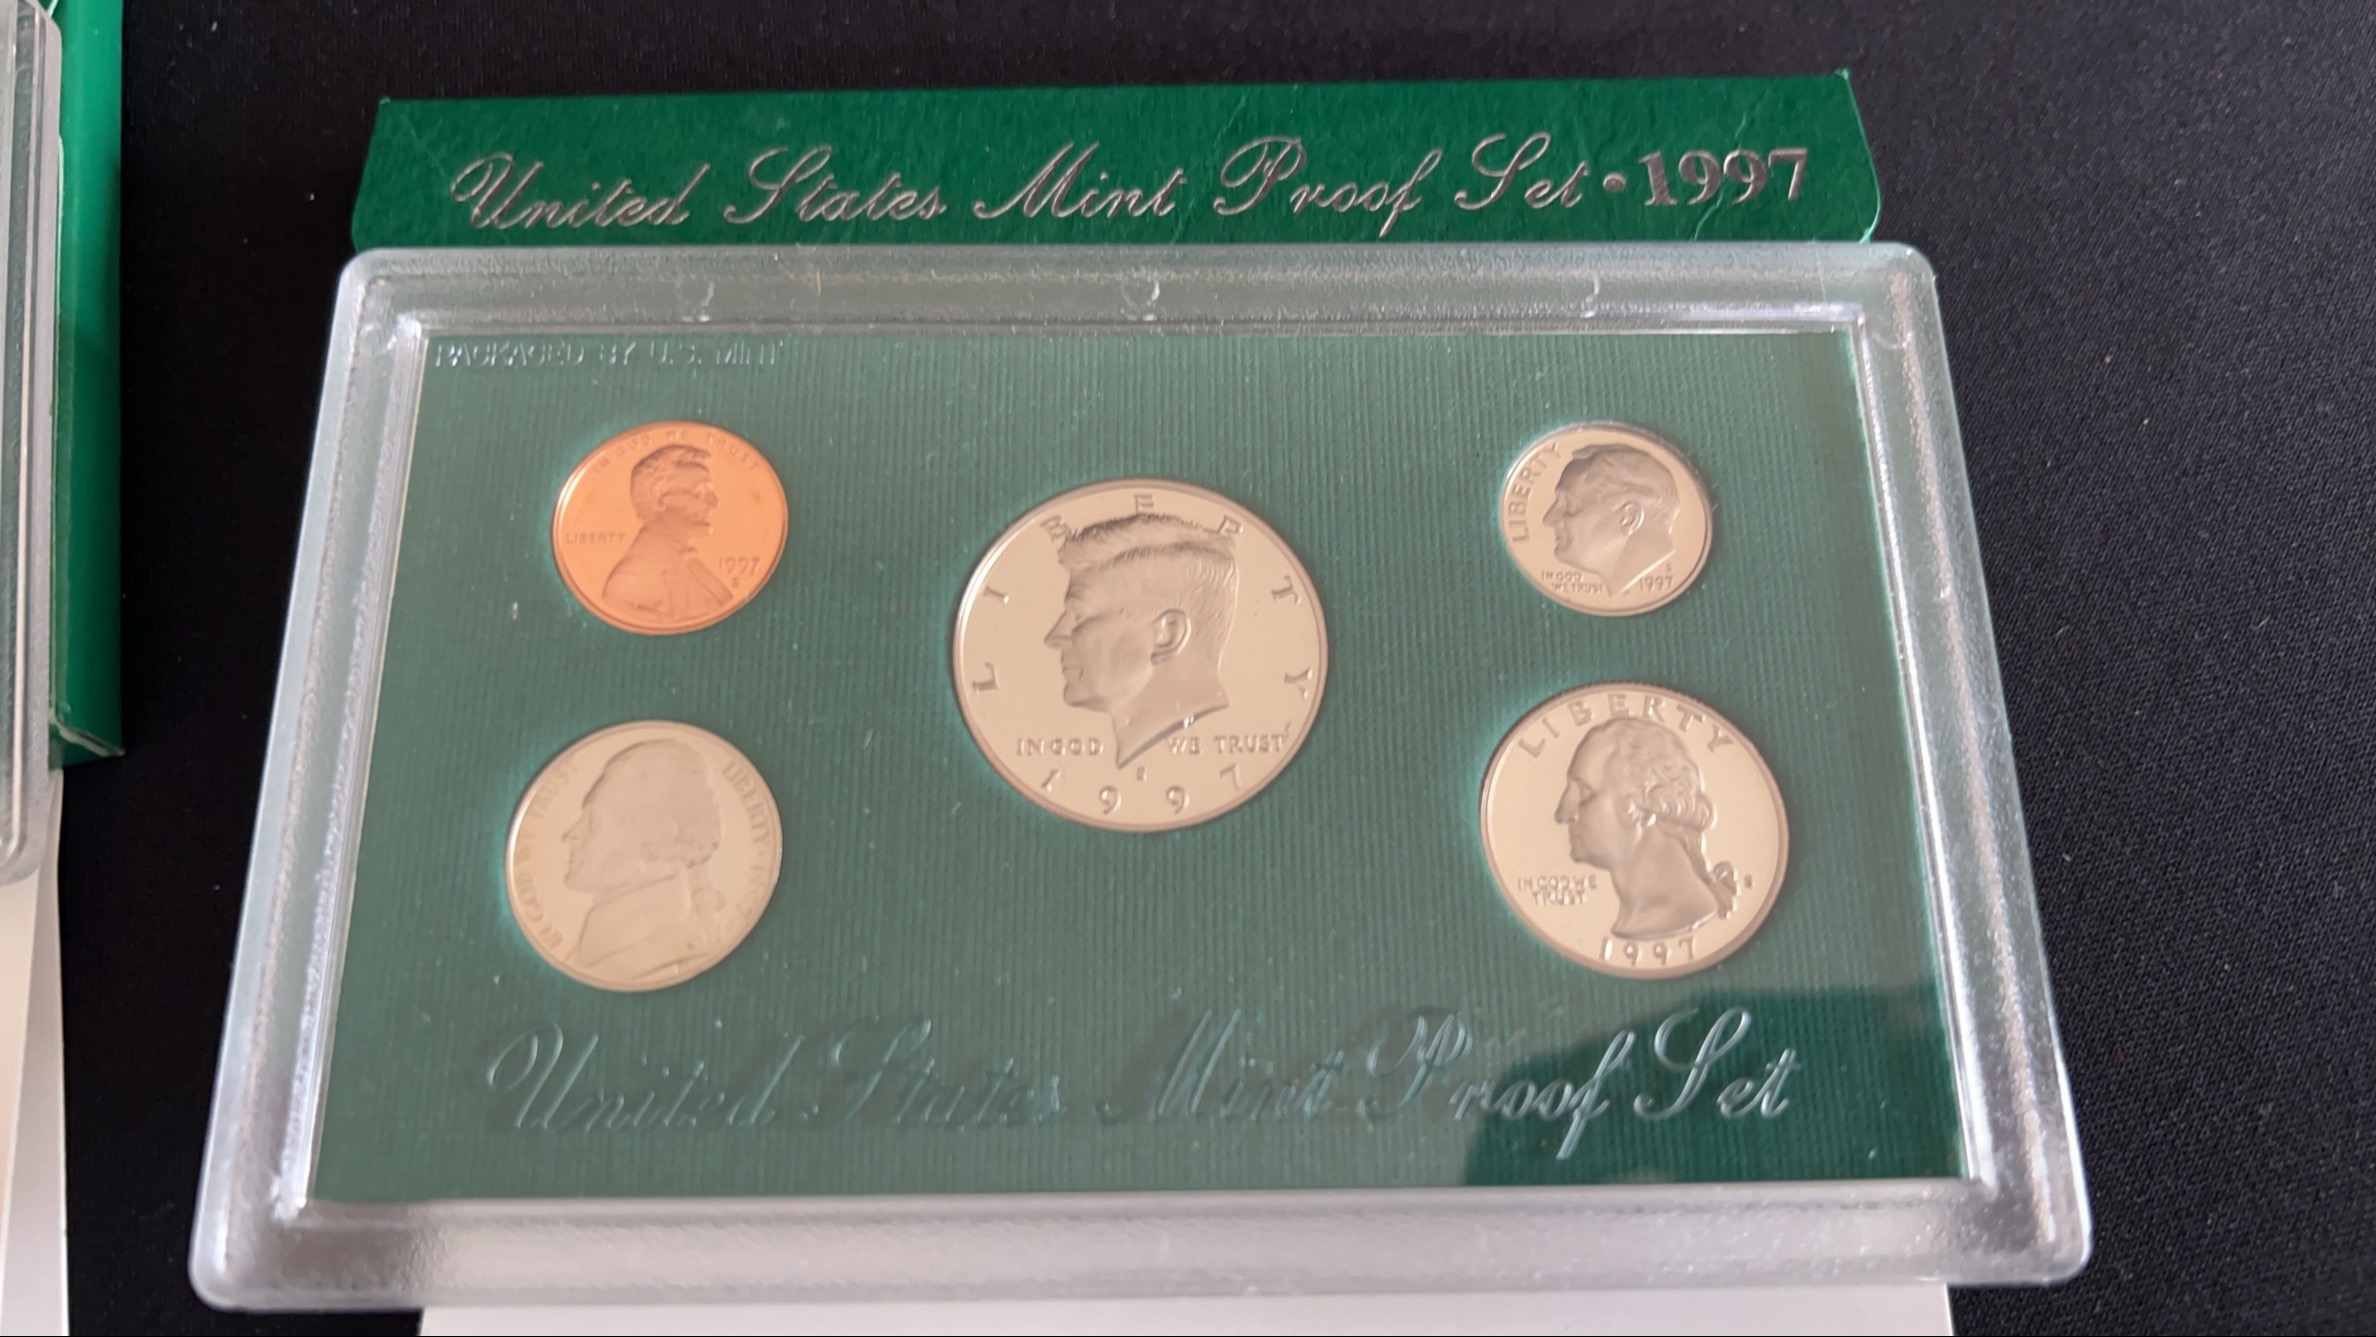 United States Mint Proof Set • 1997
PACKAGED BY U.S. MINT
IN GOD WE TRUST
LIBERTY
1997
S
LIBERTY
IN GOD WE TRUST
1997
S
LIBERTY
IN GOD
WE TRUST
S
1997
IN GOD WE TRUST
LIBERTY • 1997
LIBERTY
IN GOD WE
TRUST
S
1997
United States Mint Proof Set